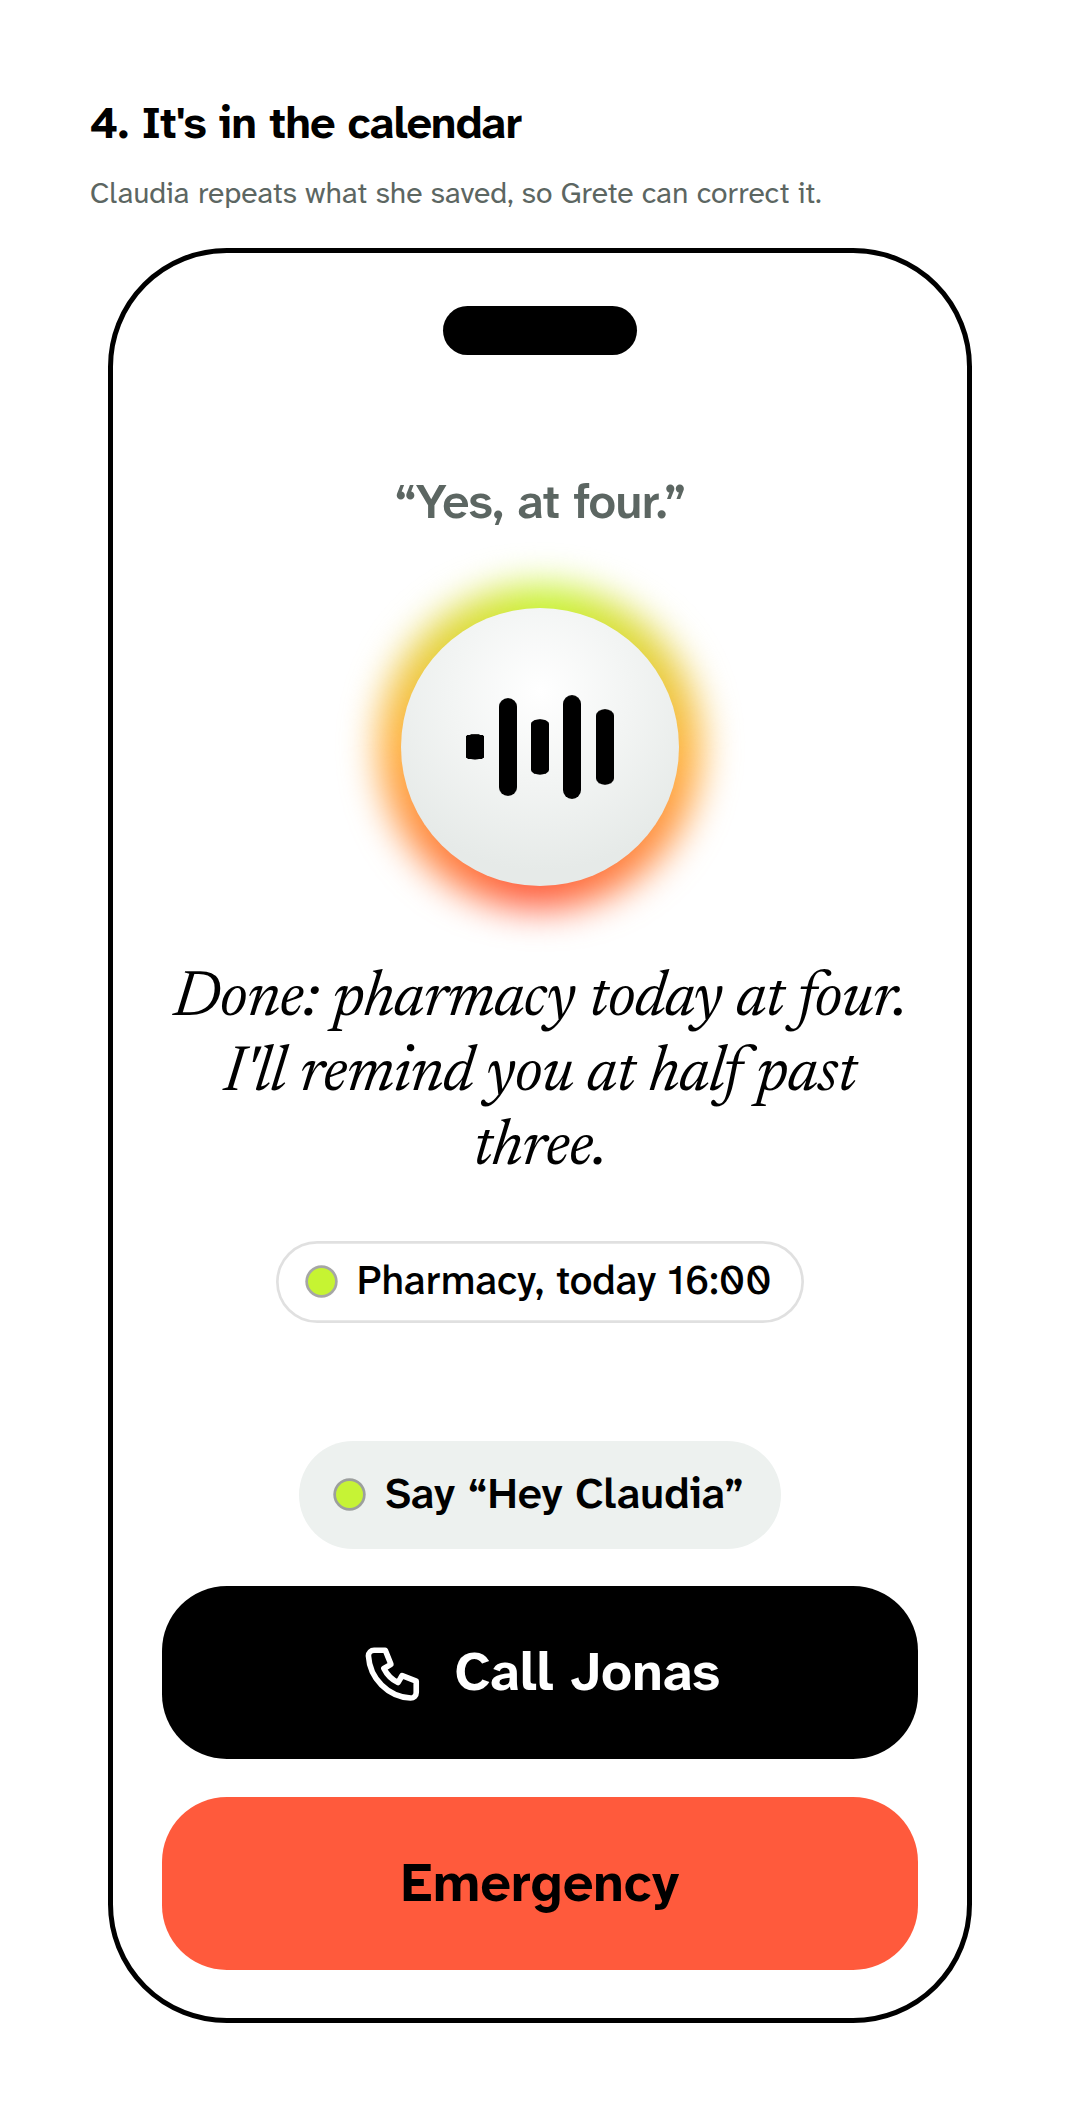 4. It's in the calendar
Claudia repeats what she saved, so Grete can correct it.
“Yes, at four.”
Done: pharmacy today at four.
I'll remind you at half past
three.
Pharmacy, today 16:00
Say “Hey Claudia”
Call Jonas
Emergency